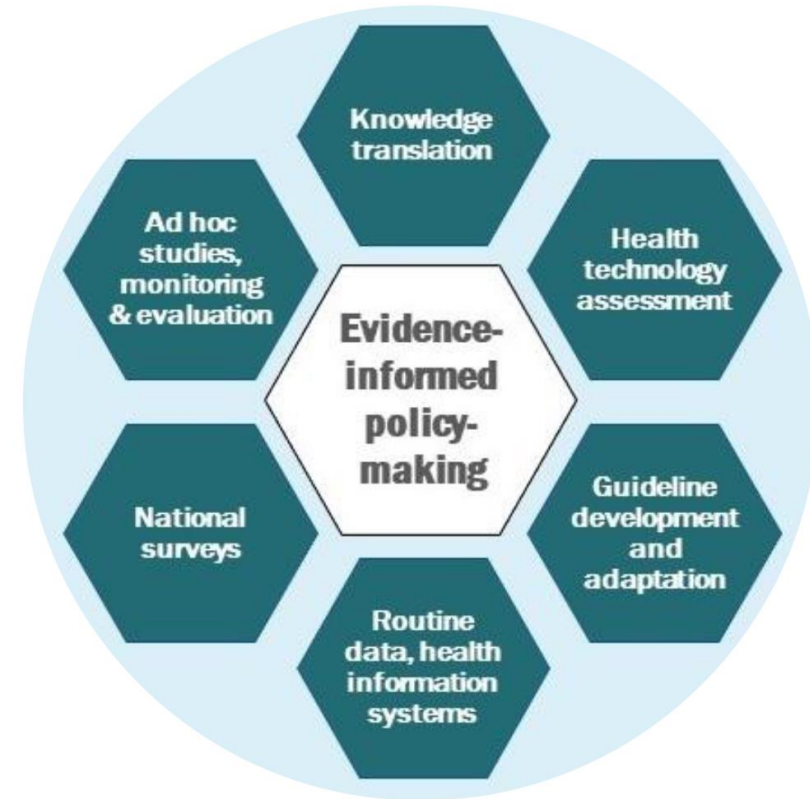 Knowledge
translation
Ad hoc
studies,
monitoring
& evaluation
Health
technology
assessment
Evidence-
informed
policy-
making
National
surveys
Guideline
development
and
adaptation
Routine
data, health
information
systems